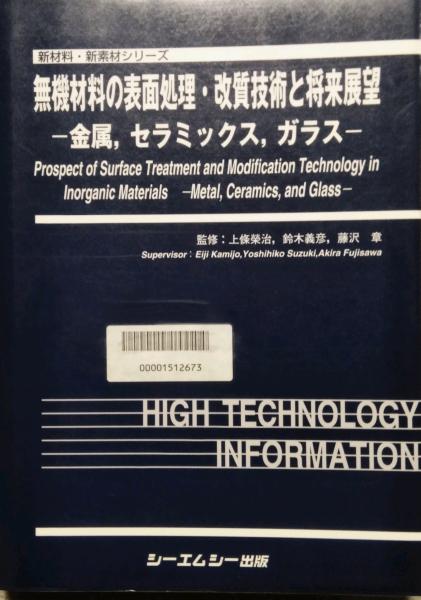 新材料・新素材シリーズ
無機材料の表面処理・改質技術と将来展望
−金属，セラミックス，ガラス−
Prospect of Surface Treatment and Modification Technology in
Inorganic Materials −Metal, Ceramics, and Glass−
監修：上條榮治，鈴木義彦，藤沢 章
Supervisor：Eiji Kamijo,Yoshihiko Suzuki,Akira Fujisawa
00001512673
HIGH TECHNOLOGY
INFORMATION
シーエムシー出版